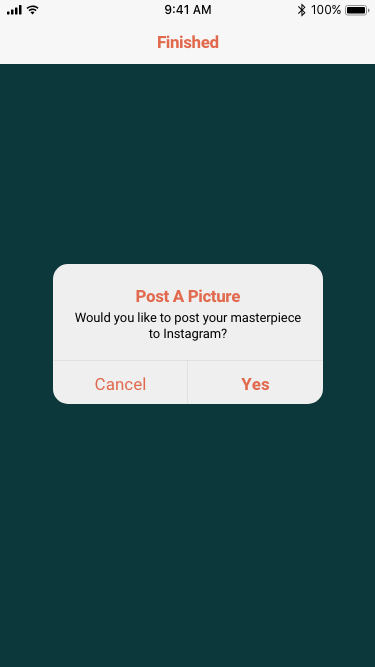 9:41 AM 100%
Finished
Post A Picture
Would you like to post your masterpiece
to Instagram?
Cancel Yes